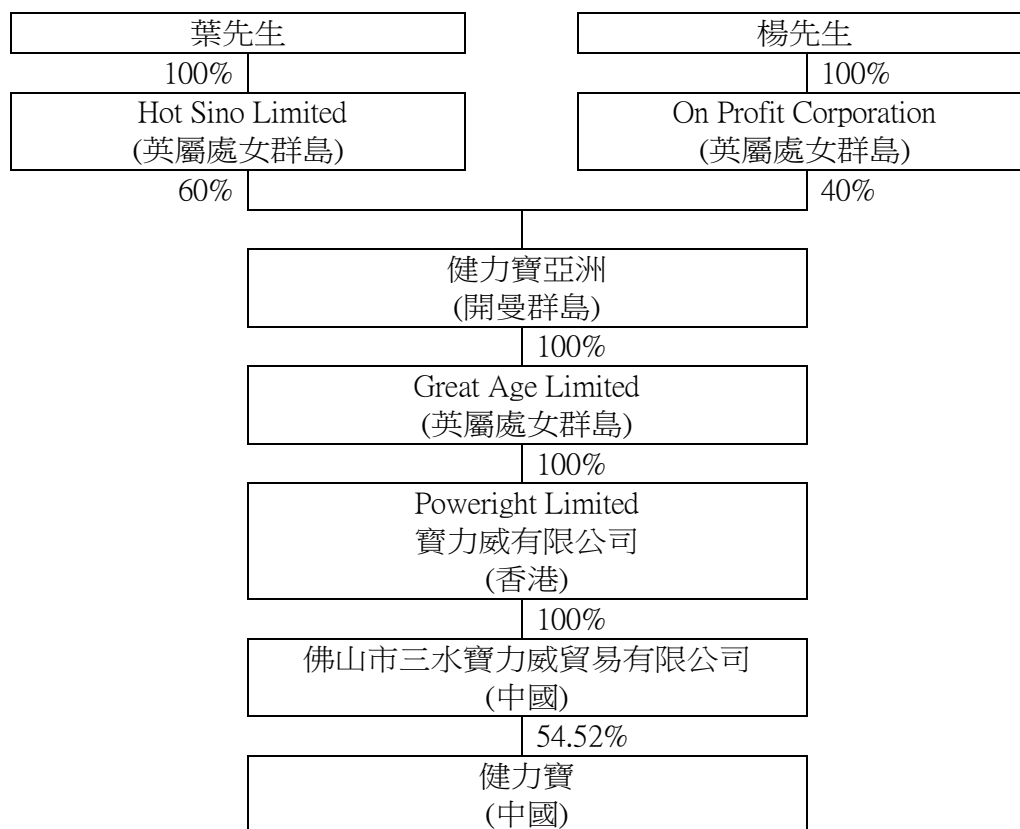 葉先生
楊先生
100%
100%
Hot Sino Limited
(英屬處女群島)
On Profit Corporation
(英屬處女群島)
60%
40%
健力寶亞洲
(開曼群島)
100%
Great Age Limited
(英屬處女群島)
100%
Poweright Limited
寶力威有限公司
(香港)
100%
佛山市三水寶力威貿易有限公司
(中國)
54.52%
健力寶
(中國)